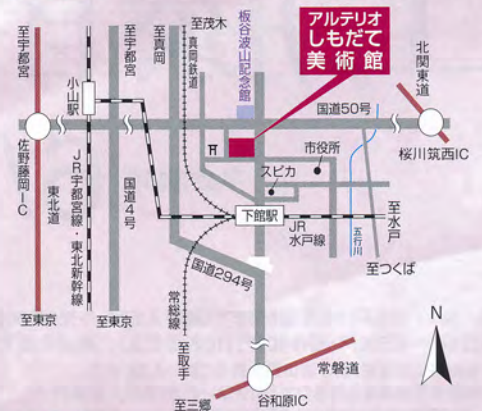 アルテリオ
しもだて
美術館
至宇都宮
至宇都宮
至真岡
至茂木
真岡鉄道
板谷波山記念館
北関東道
小山駅
国道50号
桜川筑西IC
佐野藤岡IC
東北道
JR宇都宮線・東北新幹線
国道4号
市役所
スピカ
下館駅
JR
水戸線
五行川
至水戸
至つくば
国道294号
常総線
至東京
至東京
至取手
常磐道
至三郷
谷和原IC
N